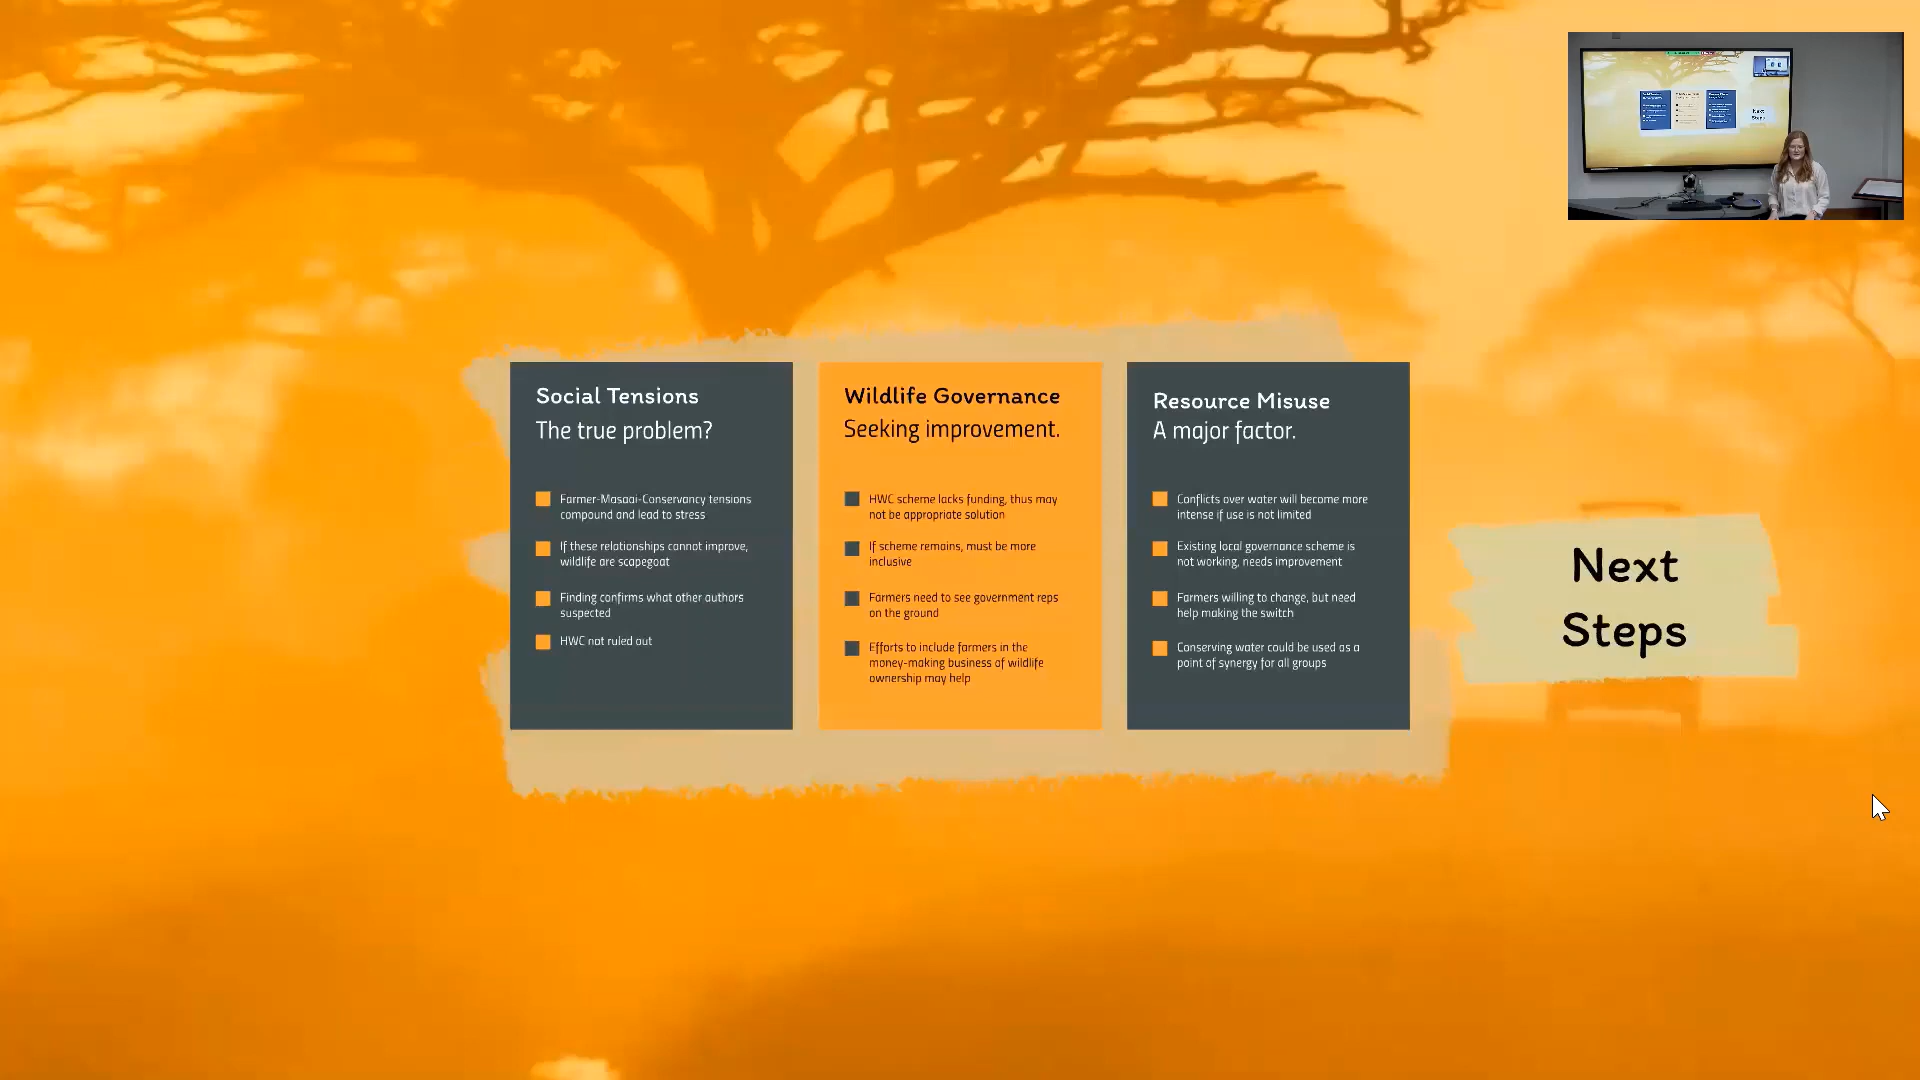 Social Tensions
The true problem?
Farmer-Masaai-Conservancy tensions
compound and lead to stress
If these relationships cannot improve,
wildlife are scapegoat
Finding confirms what other authors
suspected
HWC not ruled out
Wildlife Governance
Seeking improvement.
HWC scheme lacks funding, thus may
not be appropriate solution
If scheme remains, must be more
inclusive
Farmers need to see government reps
on the ground
Efforts to include farmers in the
money-making business of wildlife
ownership may help
Resource Misuse
A major factor.
Conflicts over water will become more
intense if use is not limited
Existing local governance scheme is
not working, needs improvement
Farmers willing to change, but need
help making the switch
Conserving water could be used as a
point of synergy for all groups
Next
Steps
Next
Steps